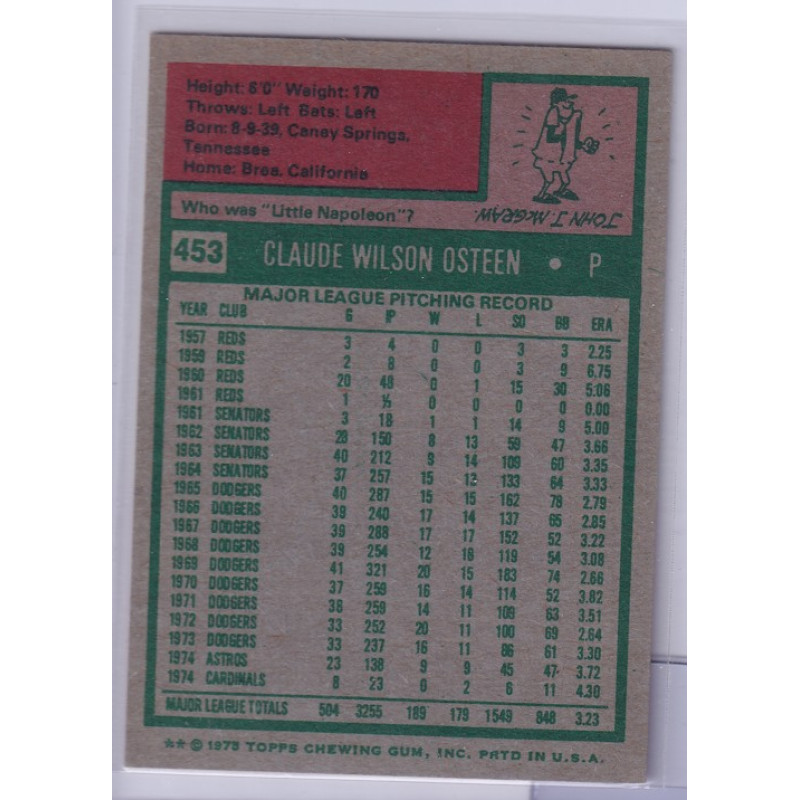 Height: 6'0" Weight: 170
Throws: Left Bats: Left
Born: 8-9-39, Caney Springs,
Tennessee
Home: Brea, California
Who was "Little Napoleon"?
JOHN J. McGRAW.
453 CLAUDE WILSON OSTEEN • P
MAJOR LEAGUE PITCHING RECORD
YEAR CLUB G IP W L SO BB ERA
1957 REDS 3 4 0 0 3 3 2.25
1959 REDS 2 8 0 0 3 9 6.75
1960 REDS 20 48 0 1 15 30 5.06
1961 REDS 1 ⅓ 0 0 0 0 0.00
1961 SENATORS 3 18 1 1 14 9 5.00
1962 SENATORS 28 150 8 13 59 47 3.66
1963 SENATORS 40 212 9 14 109 60 3.35
1964 SENATORS 37 257 15 13 133 64 3.33
1965 DODGERS 40 287 15 15 162 78 2.79
1966 DODGERS 39 240 17 14 137 65 2.85
1967 DODGERS 39 288 17 17 152 52 3.22
1968 DODGERS 39 254 12 18 119 54 3.08
1969 DODGERS 41 321 20 15 183 74 2.66
1970 DODGERS 37 259 16 14 114 52 3.82
1971 DODGERS 38 259 14 11 109 63 3.51
1972 DODGERS 33 252 20 11 100 69 2.64
1973 DODGERS 33 237 16 11 86 61 3.30
1974 ASTROS 23 138 9 9 45 47 3.72
1974 CARDINALS 8 23 0 2 6 11 4.30
MAJOR LEAGUE TOTALS 504 3255 189 179 1549 848 3.23
** © 1975 TOPPS CHEWING GUM, INC. PRTD IN U.S.A.